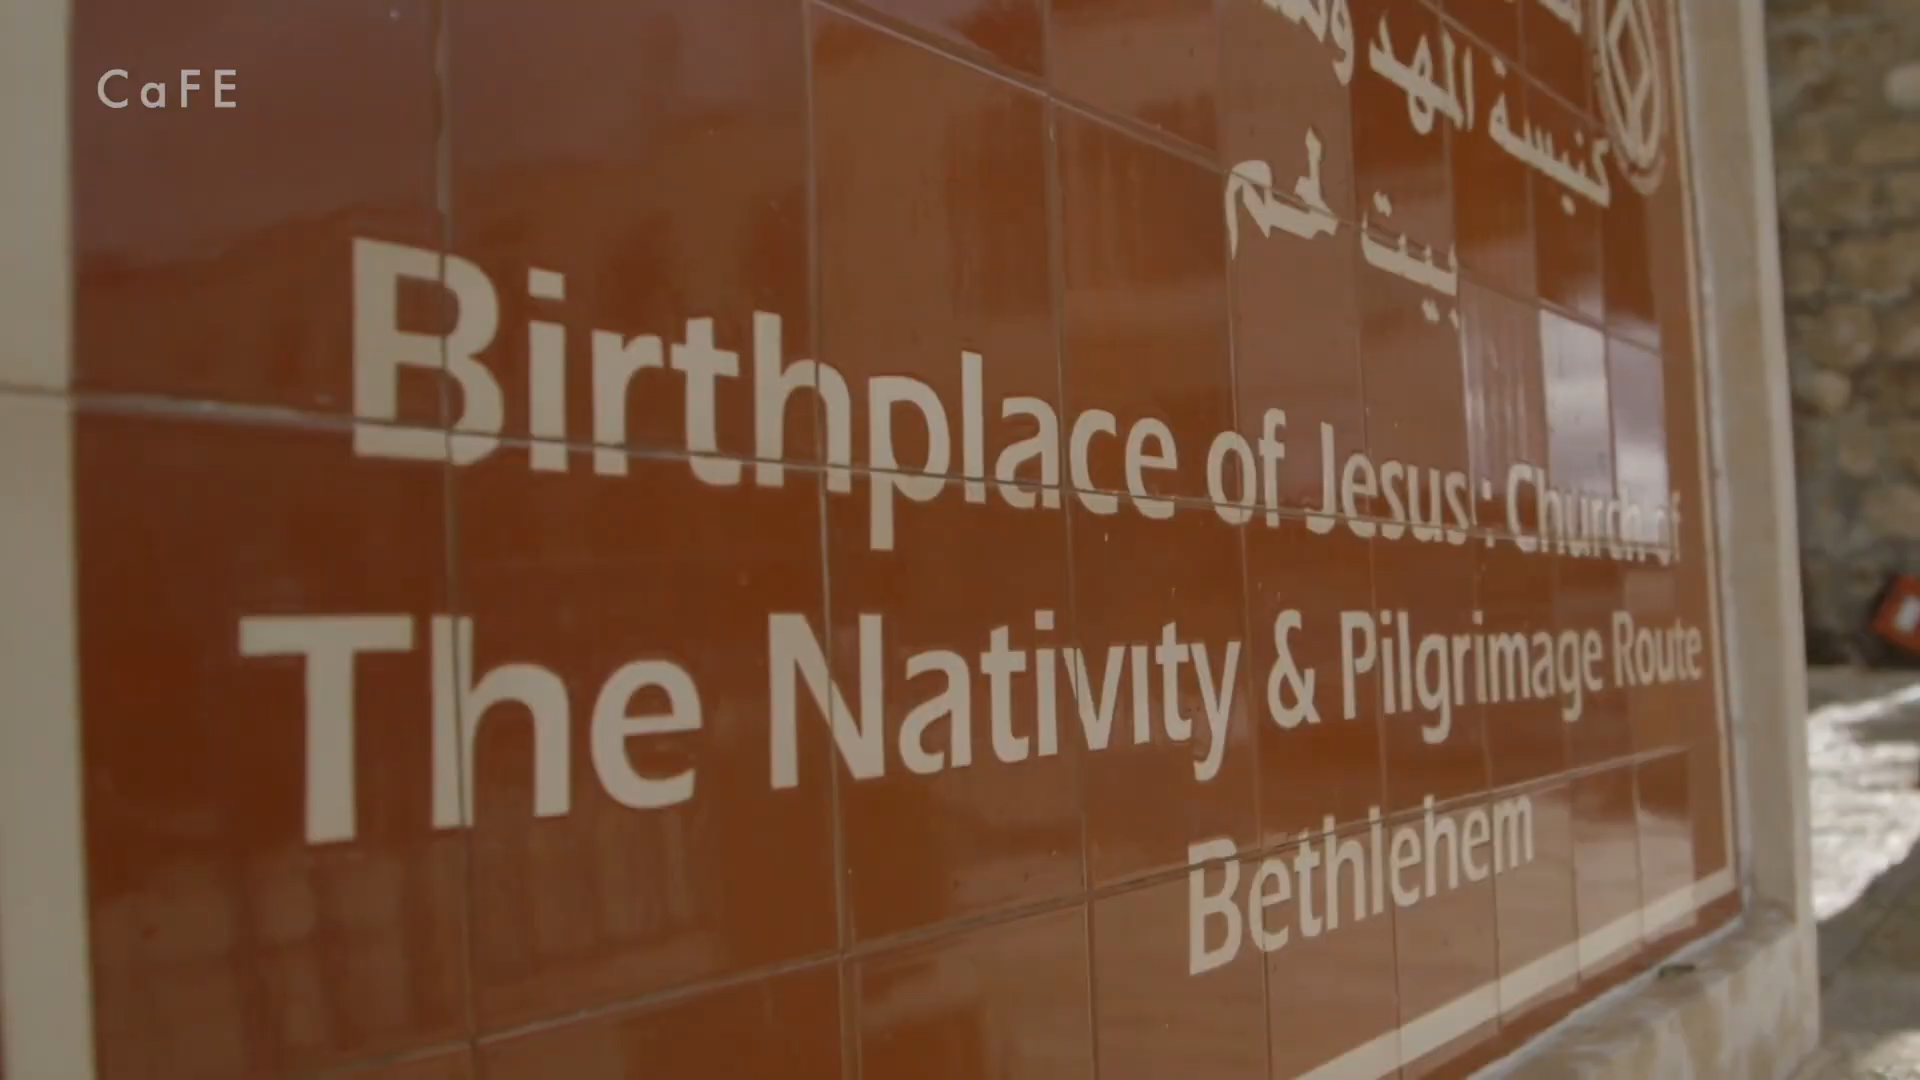 CaFE
كنيسة المهد
بيت لحم
Birthplace of Jesus : Church of
The Nativity & Pilgrimage Route
Bethlehem